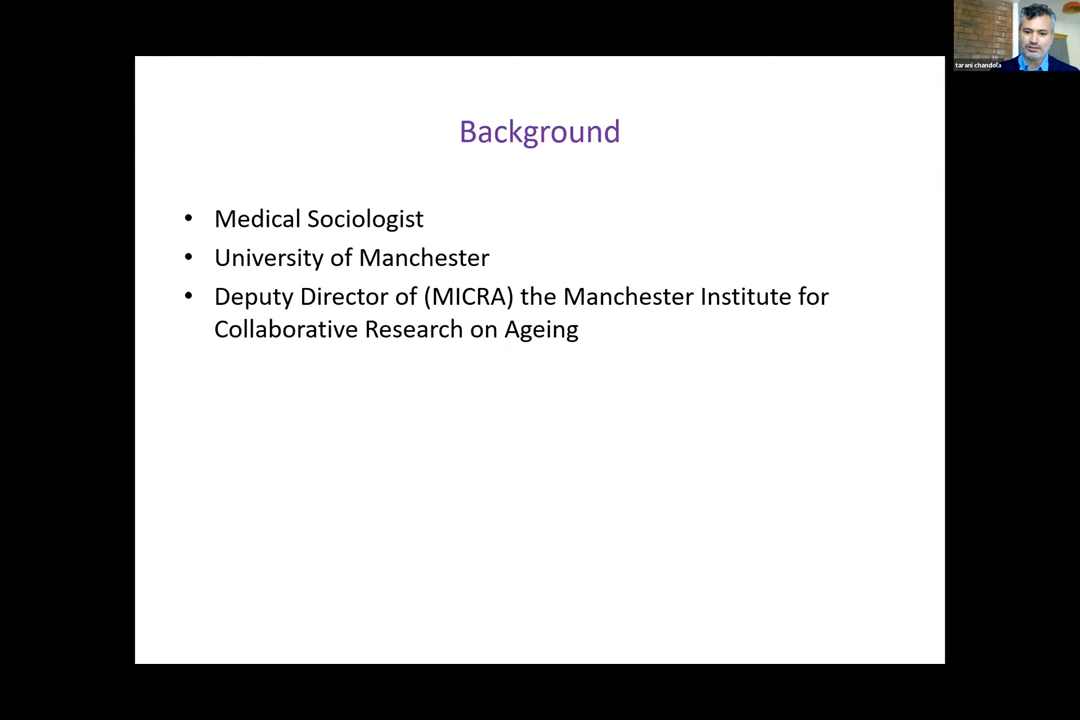 tarani chandola
Background
• Medical Sociologist
• University of Manchester
• Deputy Director of (MICRA) the Manchester Institute for
Collaborative Research on Ageing